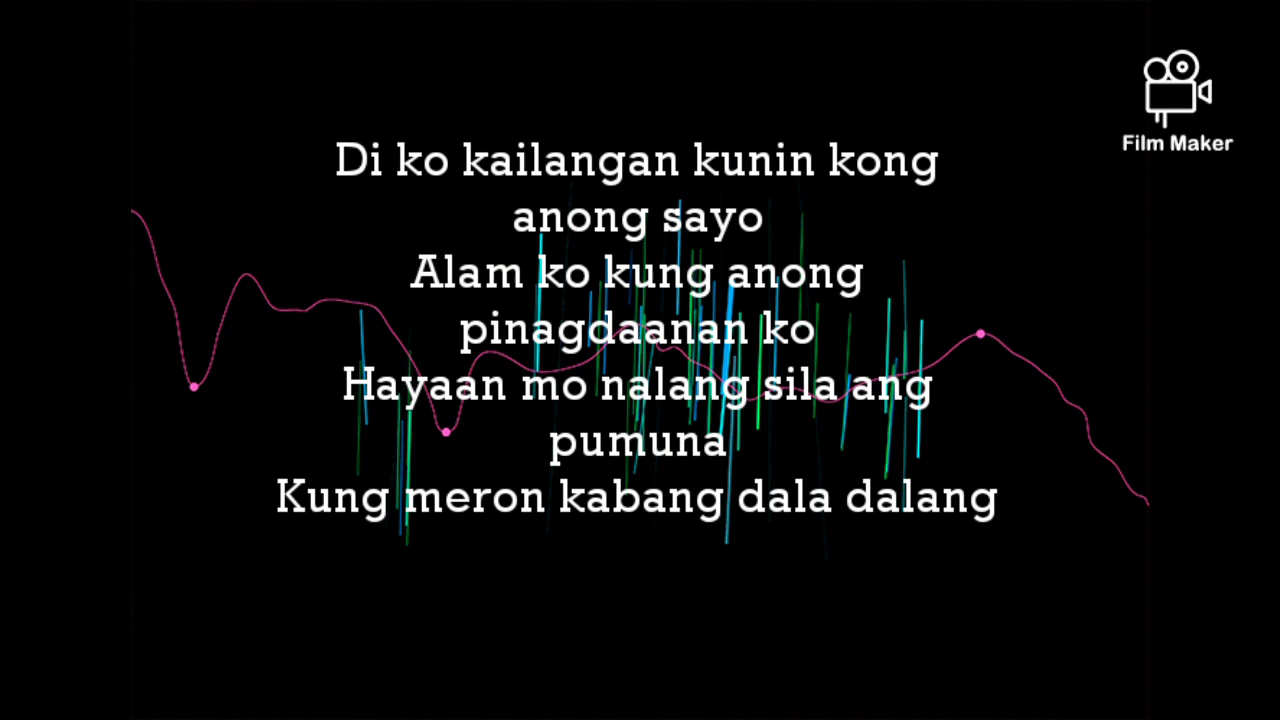 Film Maker
Di ko kailangan kunin kong
anong sayo
Alam ko kung anong
pinagdaanan ko
Hayaan mo nalang sila ang
pumuna
Kung meron kabang dala dalang